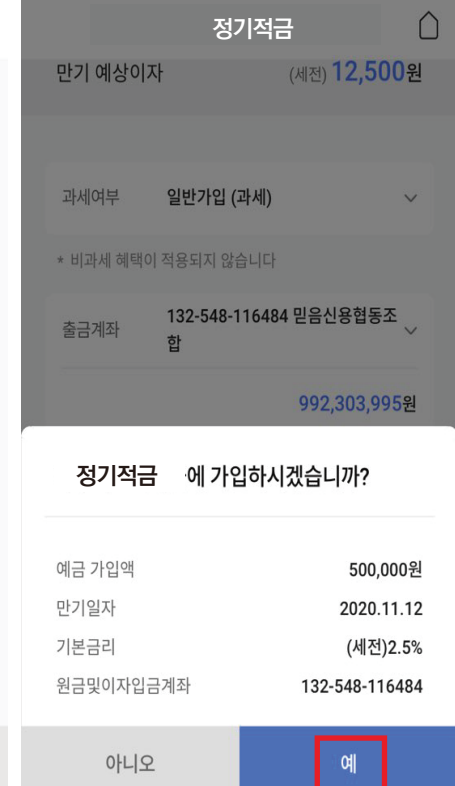 정기적금
만기 예상이자 (세전) 12,500원
과세여부 일반가입 (과세)
* 비과세 혜택이 적용되지 않습니다
출금계좌 132-548-116484 믿음신용협동조
합
992,303,995원
정기적금 에 가입하시겠습니까?
예금 가입액 500,000원
만기일자 2020.11.12
기본금리 (세전)2.5%
원금및이자입금계좌 132-548-116484
아니오 예